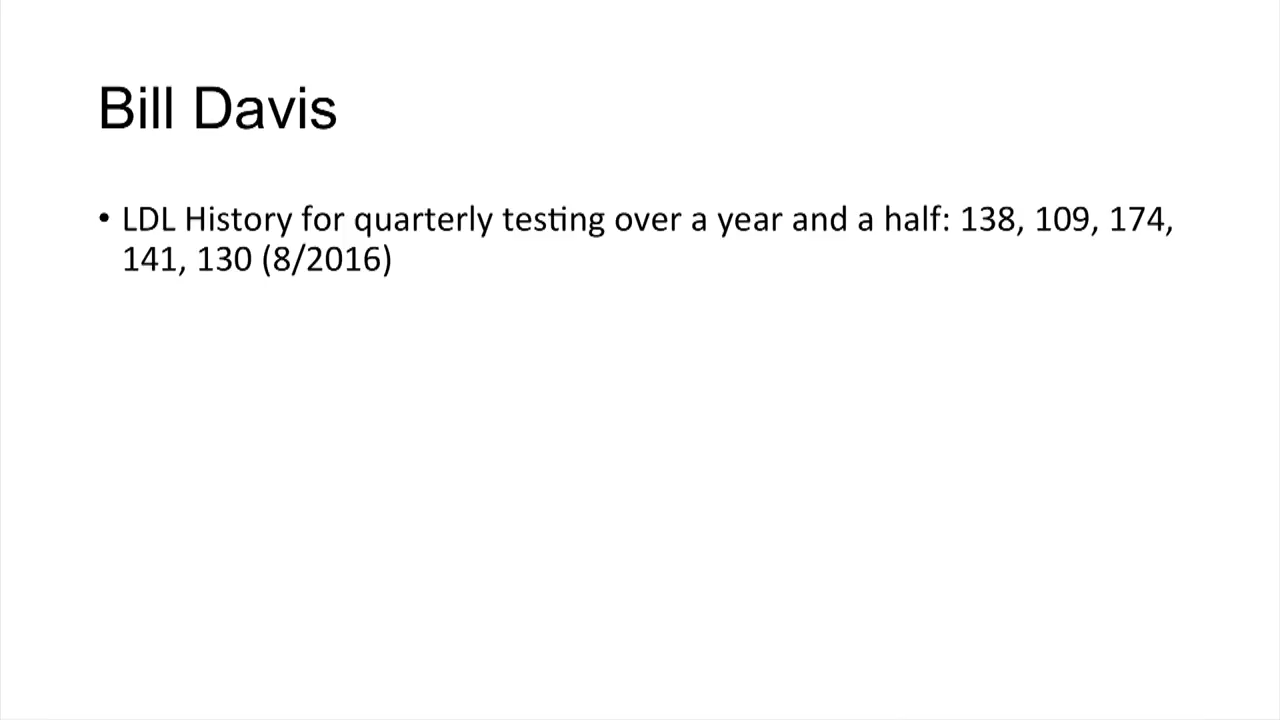 Bill Davis
• LDL History for quarterly testing over a year and a half: 138, 109, 174,
141, 130 (8/2016)